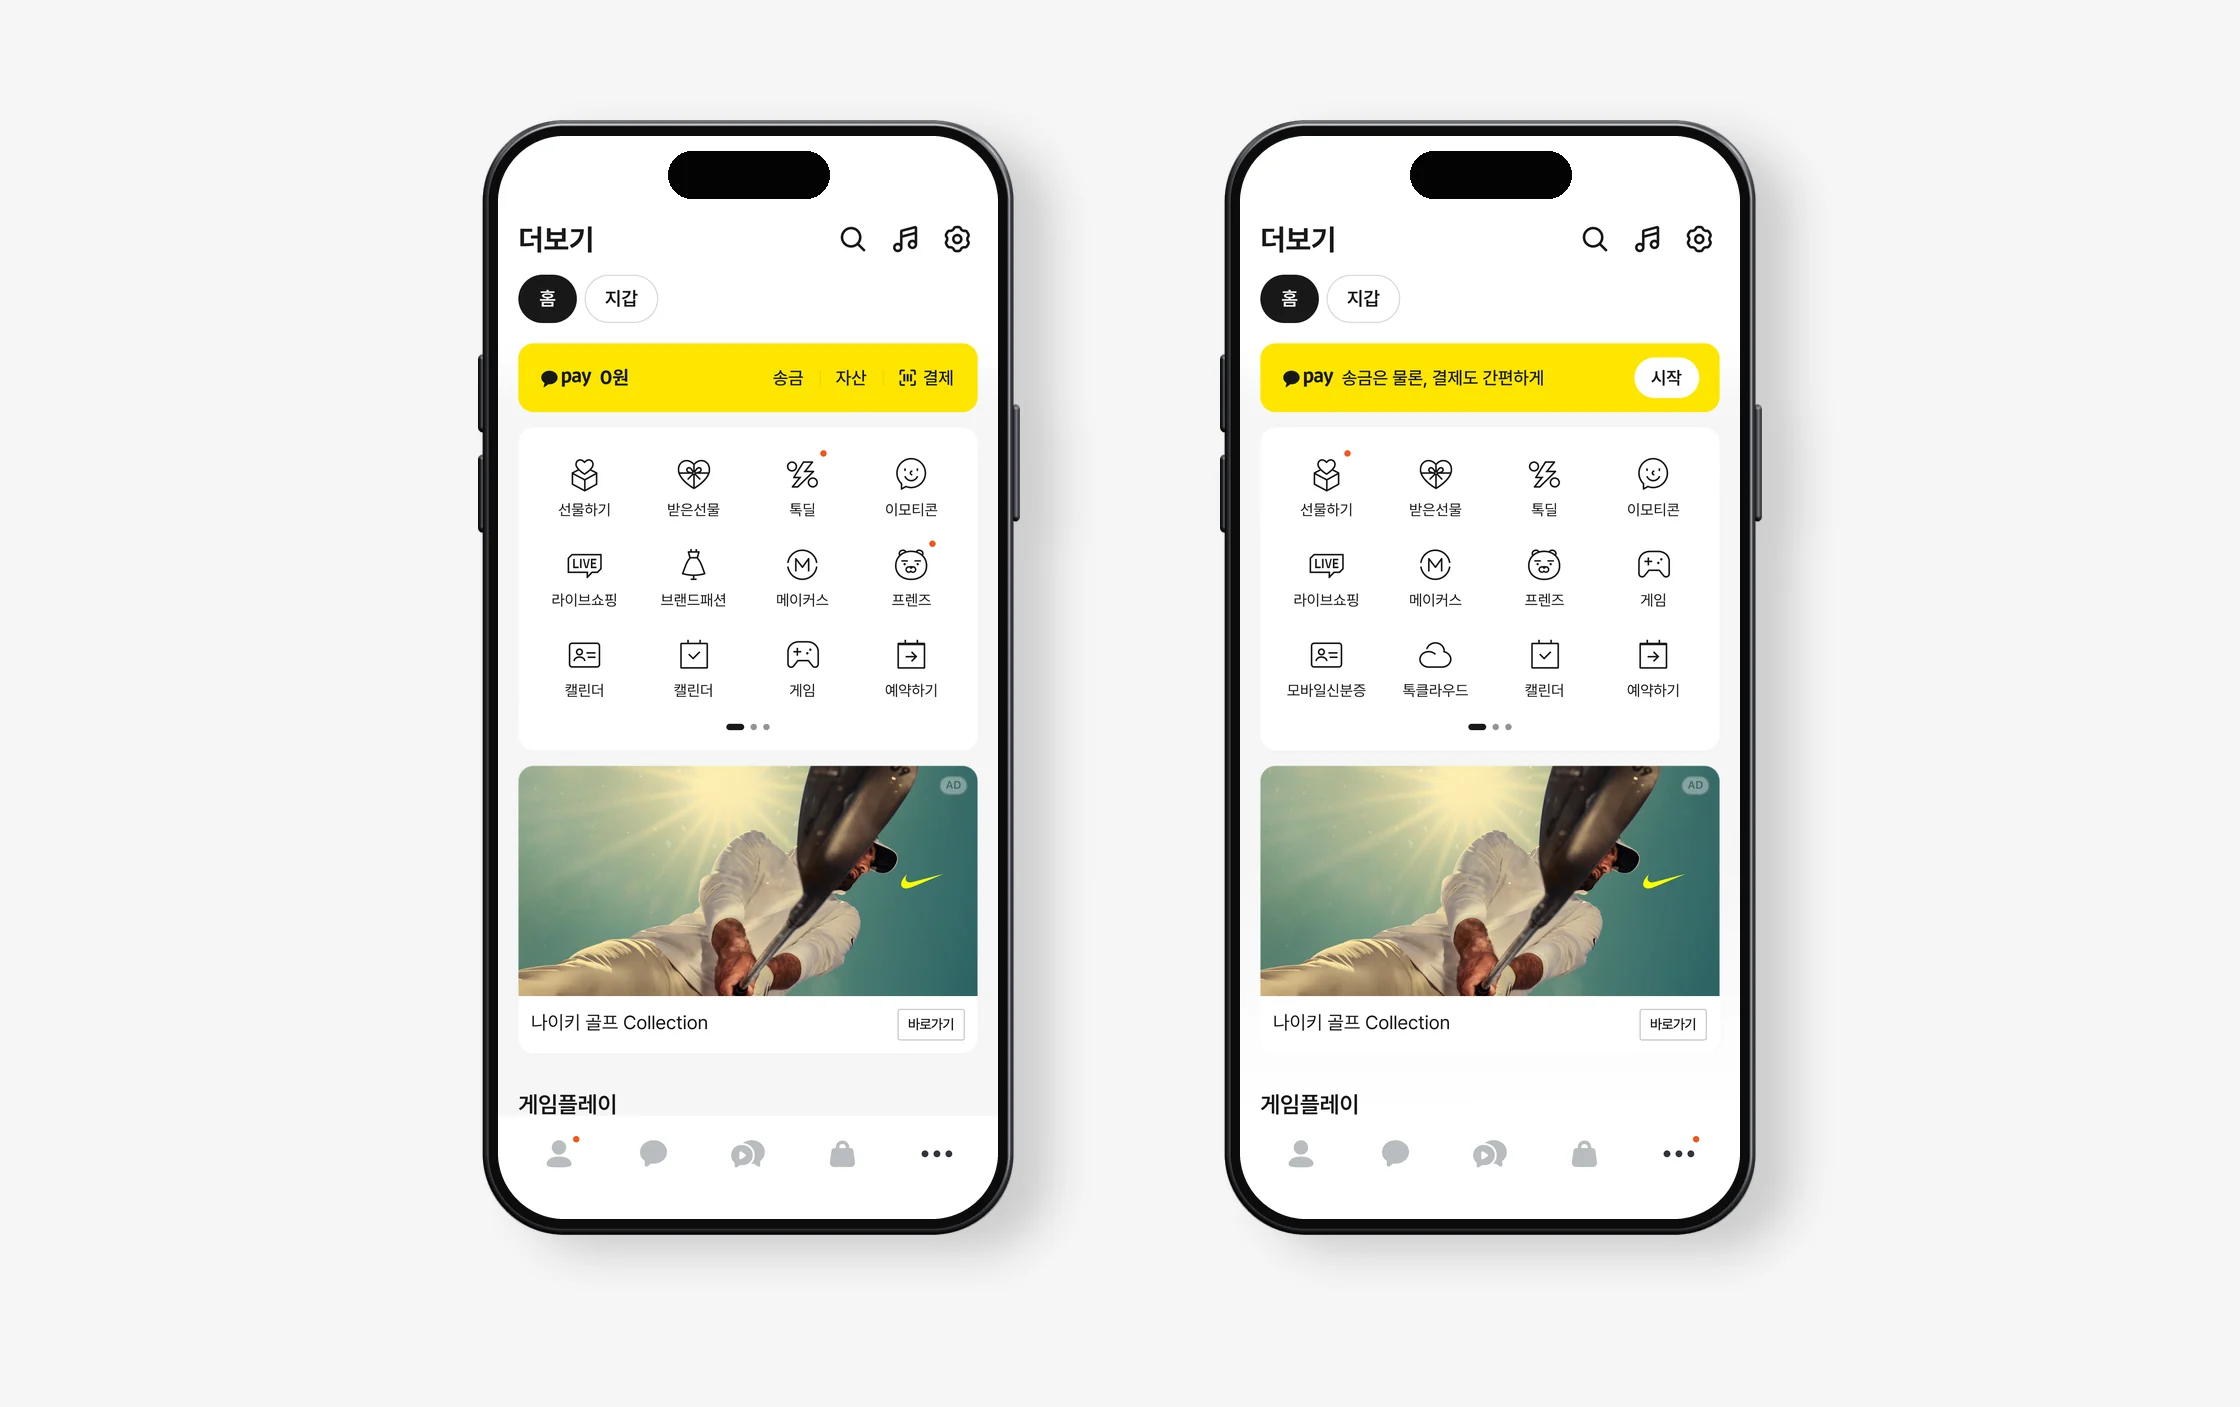 더보기
홈 지갑
pay 0원 송금 자산 결제
선물하기 받은선물 톡딜 이모티콘
LIVE M
라이브쇼핑 브랜드패션 메이커스 프렌즈
캘린더 캘린더 게임 예약하기
AD
나이키 골프 Collection 바로가기
게임플레이
더보기
홈 지갑
pay 송금은 물론, 결제도 간편하게 시작
선물하기 받은선물 톡딜 이모티콘
LIVE M
라이브쇼핑 메이커스 프렌즈 게임
모바일신분증 톡클라우드 캘린더 예약하기
AD
나이키 골프 Collection 바로가기
게임플레이